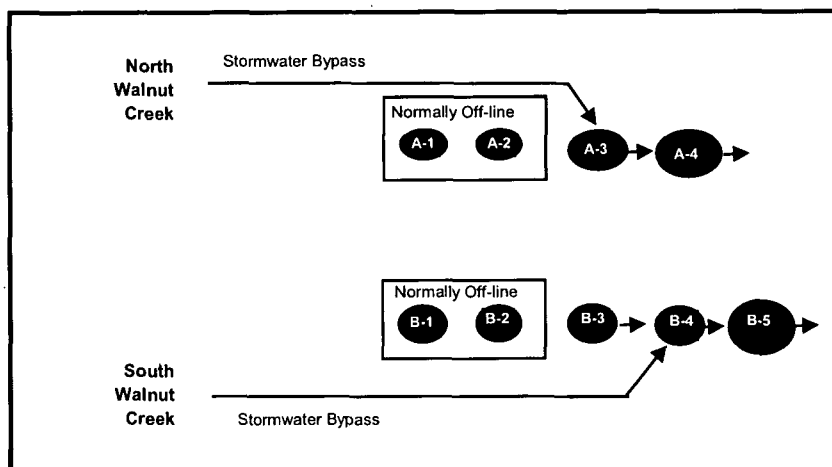 North
Walnut
Creek
Stormwater Bypass
Normally Off-line
A-1 A-2 A-3 A-4
Normally Off-line
B-1 B-2 B-3 B-4 B-5
South
Walnut
Creek
Stormwater Bypass